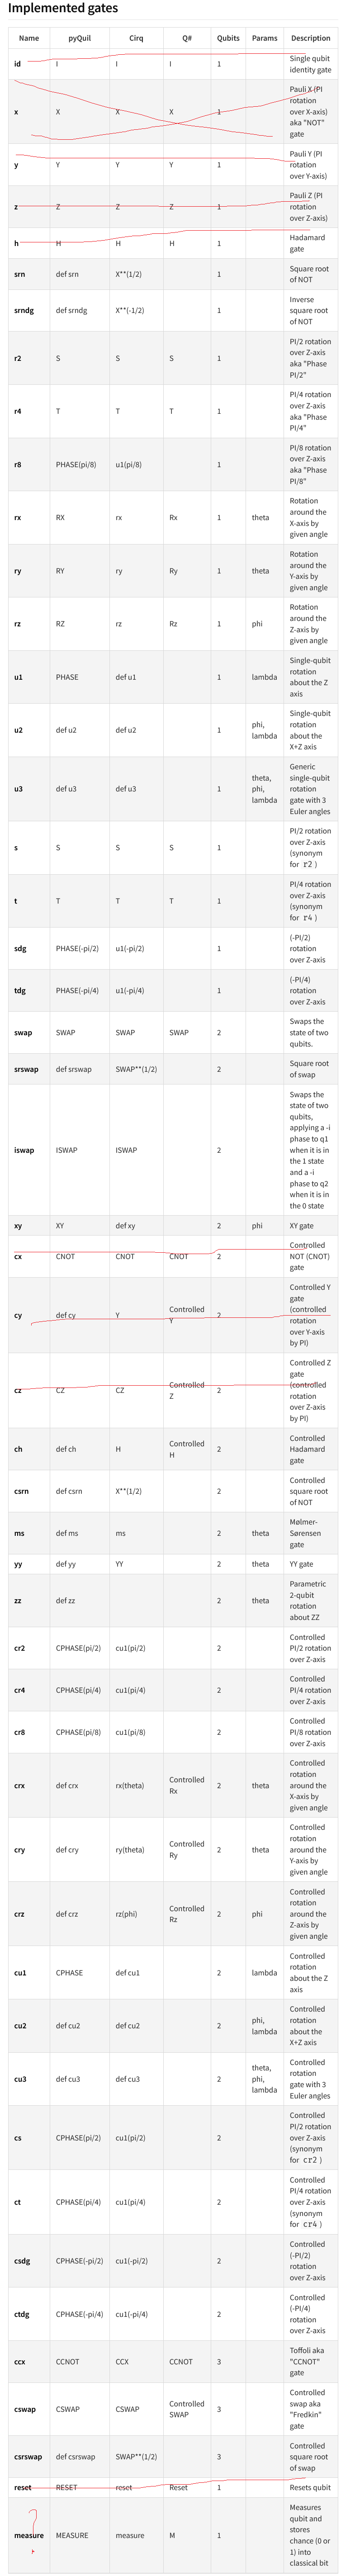 Implemented gates
Name pyQuil Cirq Q# Qubits Params Description
id I I I 1 Single qubit identity gate
x X X X 1 Pauli X (PI rotation over X-axis) aka "NOT" gate
y Y Y Y 1 Pauli Y (PI rotation over Y-axis)
z Z Z Z 1 Pauli Z (PI rotation over Z-axis)
h H H H 1 Hadamard gate
srn def srn X**(1/2) 1 Square root of NOT
srndg def srndg X**(-1/2) 1 Inverse square root of NOT
r2 S S S 1 PI/2 rotation over Z-axis aka "Phase PI/2"
r4 T T T 1 PI/4 rotation over Z-axis aka "Phase PI/4"
r8 PHASE(pi/8) u1(pi/8) 1 PI/8 rotation over Z-axis aka "Phase PI/8"
rx RX rx Rx 1 theta Rotation around the X-axis by given angle
ry RY ry Ry 1 theta Rotation around the Y-axis by given angle
rz RZ rz Rz 1 phi Rotation around the Z-axis by given angle
u1 PHASE def u1 1 lambda Single-qubit rotation about the Z axis
u2 def u2 def u2 1 phi, lambda Single-qubit rotation about the X+Z axis
u3 def u3 def u3 1 theta, phi, lambda Generic single-qubit rotation gate with 3 Euler angles
s S S S 1 PI/2 rotation over Z-axis (synonym for r2 )
t T T T 1 PI/4 rotation over Z-axis (synonym for r4 )
sdg PHASE(-pi/2) u1(-pi/2) 1 (-PI/2) rotation over Z-axis
tdg PHASE(-pi/4) u1(-pi/4) 1 (-PI/4) rotation over Z-axis
swap SWAP SWAP SWAP 2 Swaps the state of two qubits.
srswap def srswap SWAP**(1/2) 2 Square root of swap
iswap ISWAP ISWAP 2 Swaps the state of two qubits, applying a -i phase to q1 when it is in the 1 state and a -i phase to q2 when it is in the 0 state
xy XY def xy 2 phi XY gate
cx CNOT CNOT CNOT 2 Controlled NOT (CNOT) gate
cy def cy Y Controlled Y 2 Controlled Y gate (controlled rotation over Y-axis by PI)
cz CZ CZ Controlled Z 2 Controlled Z gate (controlled rotation over Z-axis by PI)
ch def ch H Controlled H 2 Controlled Hadamard gate
csrn def csrn X**(1/2) 2 Controlled square root of NOT
ms def ms ms 2 theta Mølmer-Sørensen gate
yy def yy YY 2 theta YY gate
zz def zz 2 theta Parametric 2-qubit rotation about ZZ
cr2 CPHASE(pi/2) cu1(pi/2) 2 Controlled PI/2 rotation over Z-axis
cr4 CPHASE(pi/4) cu1(pi/4) 2 Controlled PI/4 rotation over Z-axis
cr8 CPHASE(pi/8) cu1(pi/8) 2 Controlled PI/8 rotation over Z-axis
crx def crx rx(theta) Controlled Rx 2 theta Controlled rotation around the X-axis by given angle
cry def cry ry(theta) Controlled Ry 2 theta Controlled rotation around the Y-axis by given angle
crz def crz rz(phi) Controlled Rz 2 phi Controlled rotation around the Z-axis by given angle
cu1 CPHASE def cu1 2 lambda Controlled rotation about the Z axis
cu2 def cu2 def cu2 2 phi, lambda Controlled rotation about the X+Z axis
cu3 def cu3 def cu3 2 theta, phi, lambda Controlled rotation gate with 3 Euler angles
cs CPHASE(pi/2) cu1(pi/2) 2 Controlled PI/2 rotation over Z-axis (synonym for cr2 )
ct CPHASE(pi/4) cu1(pi/4) 2 Controlled PI/4 rotation over Z-axis (synonym for cr4 )
csdg CPHASE(-pi/2) cu1(-pi/2) 2 Controlled (-PI/2) rotation over Z-axis
ctdg CPHASE(-pi/4) cu1(-pi/4) 2 Controlled (-PI/4) rotation over Z-axis
ccx CCNOT CCX CCNOT 3 Toffoli aka "CCNOT" gate
cswap CSWAP CSWAP Controlled SWAP 3 Controlled swap aka "Fredkin" gate
csrswap def csrswap SWAP**(1/2) 3 Controlled square root of swap
reset RESET reset Reset 1 Resets qubit
?
measure MEASURE measure M 1 Measures qubit and stores chance (0 or 1) into classical bit